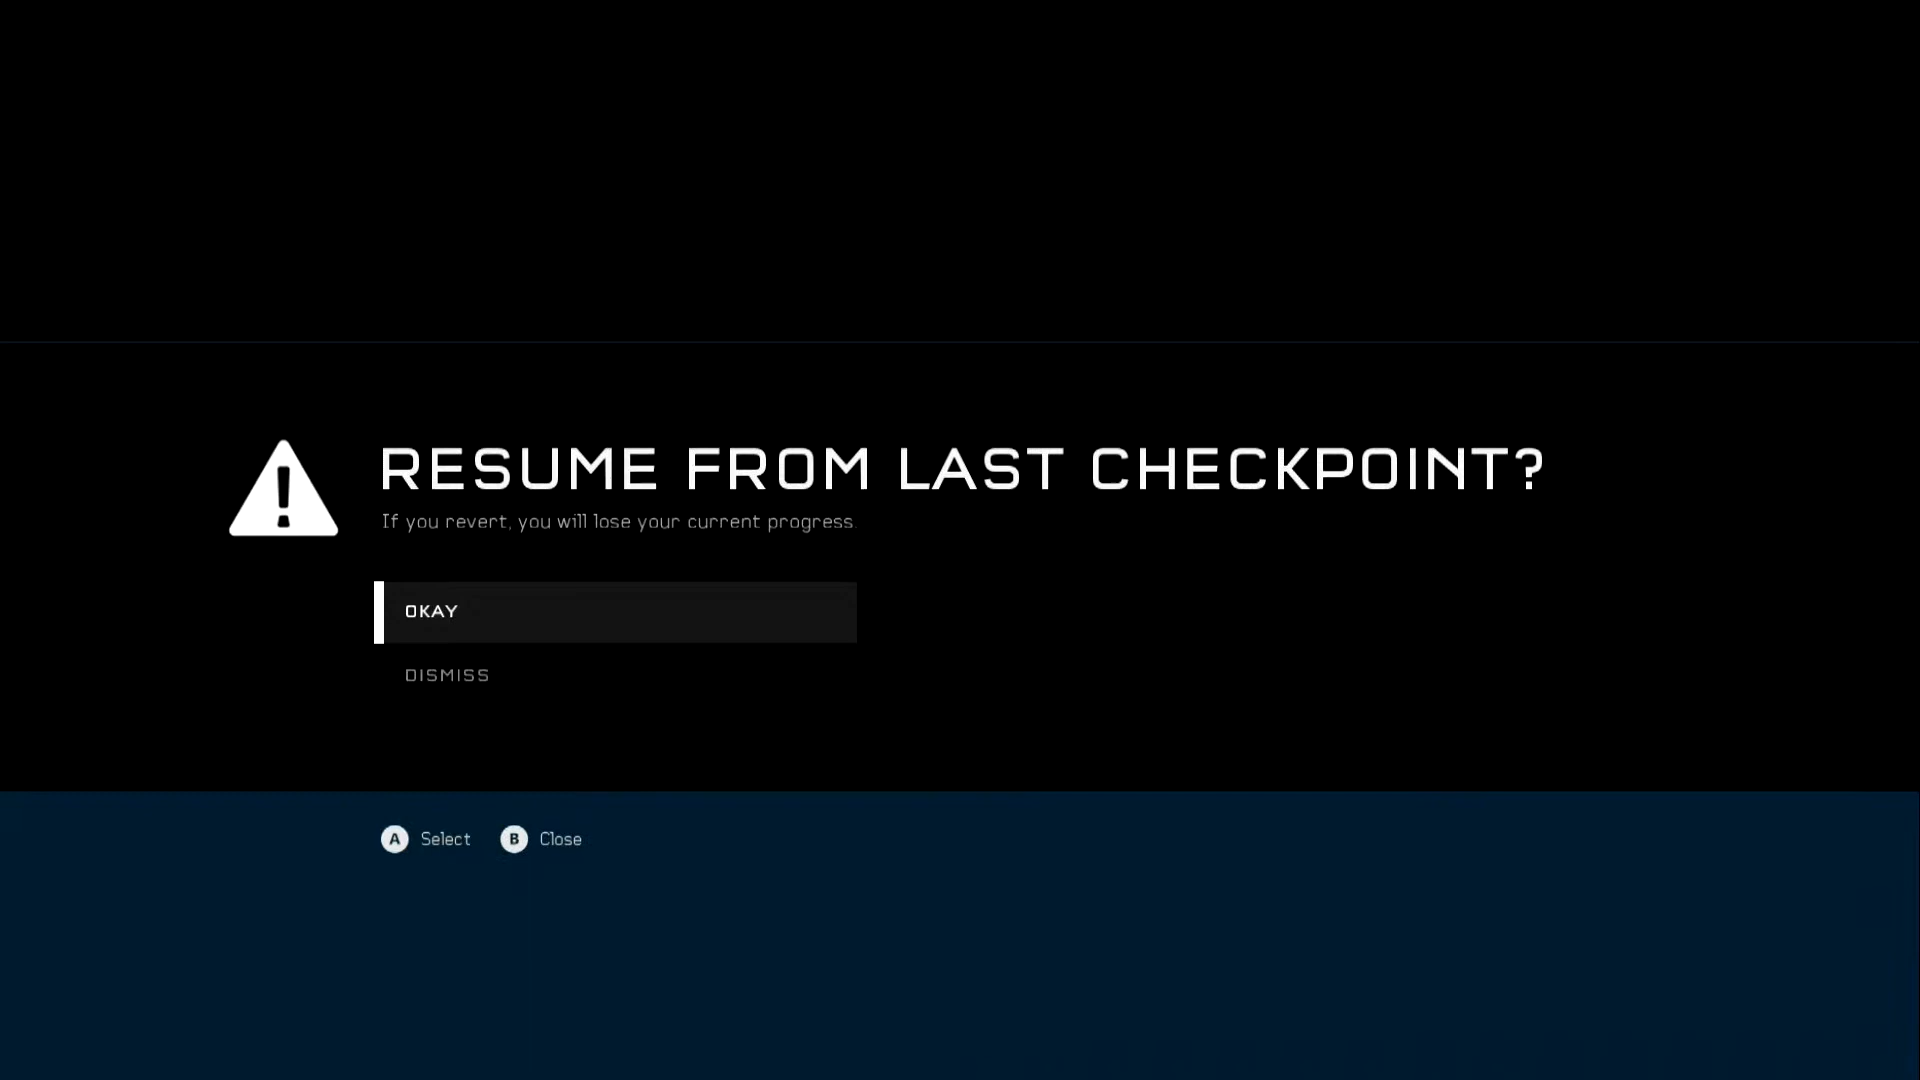 RESUME FROM LAST CHECKPOINT?
If you revert, you will lose your current progress.
OKAY
DISMISS
A Select B Close